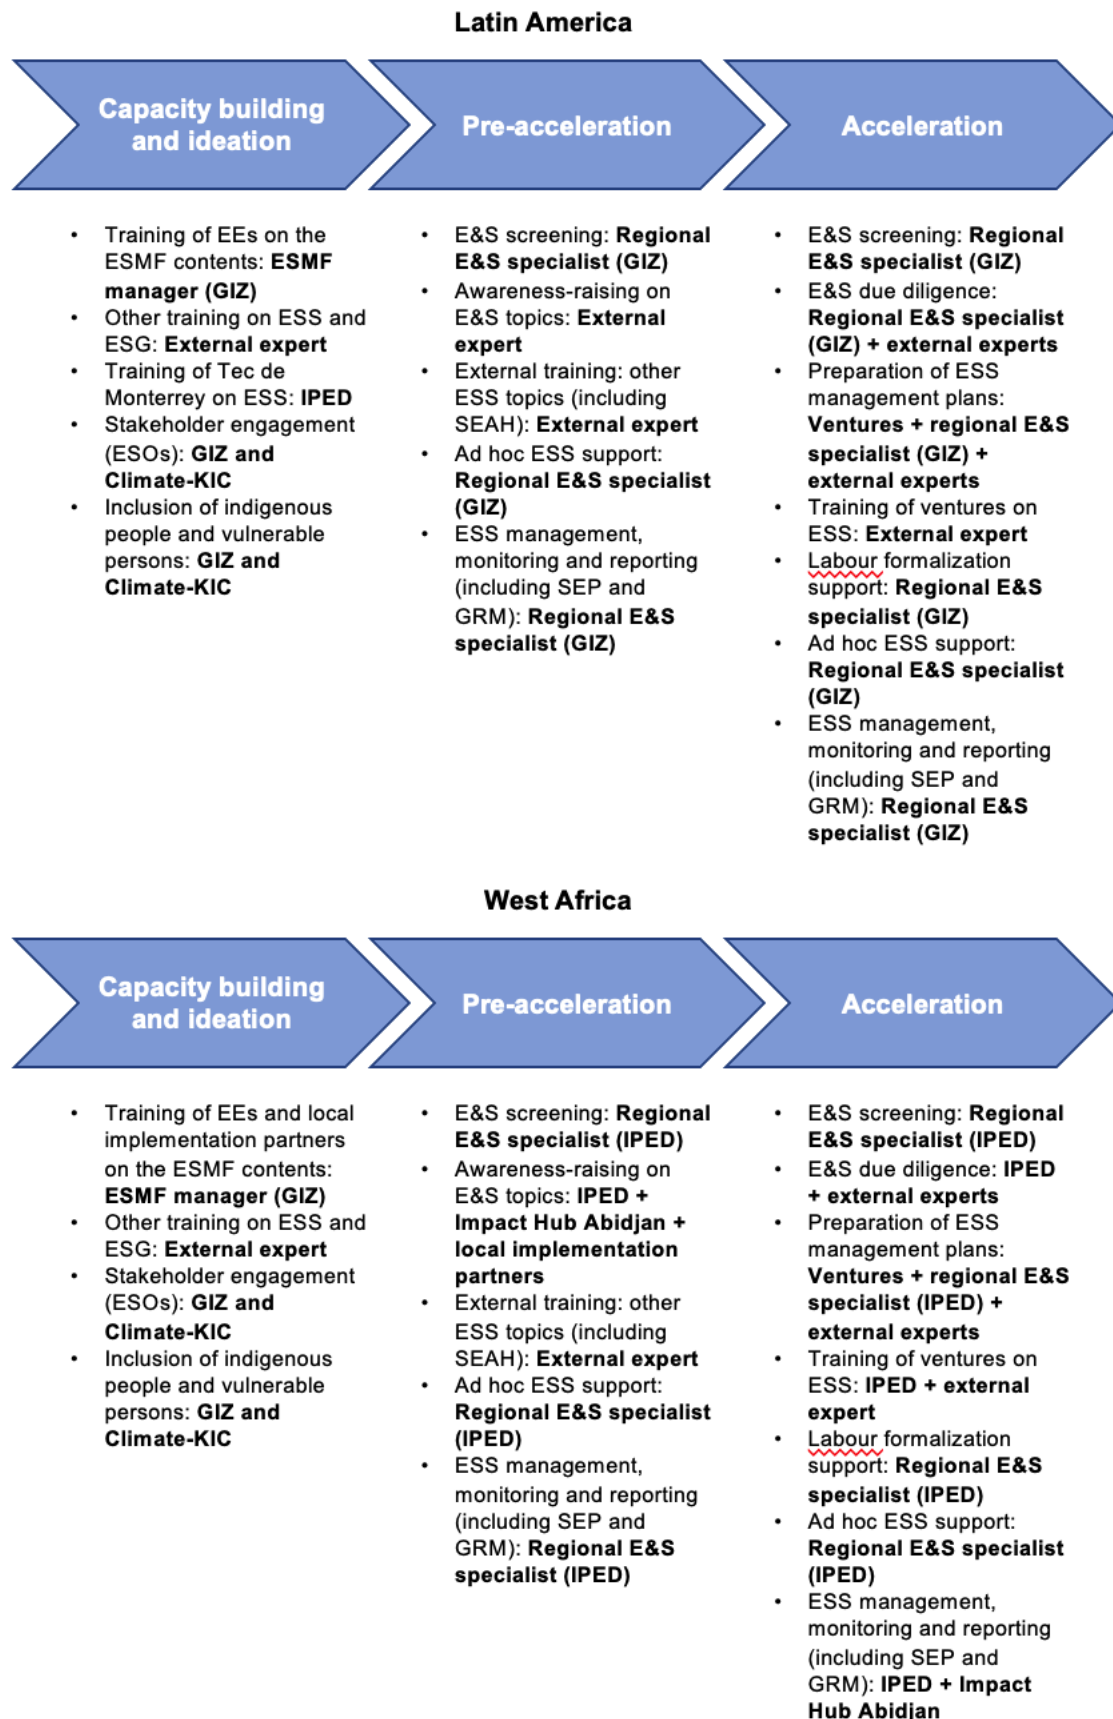 Latin America
Capacity building
and ideation
Pre-acceleration
Acceleration
• Training of EEs on the
ESMF contents: ESMF
manager (GIZ)
• Other training on ESS and
ESG: External expert
• Training of Tec de
Monterrey on ESS: IPED
• Stakeholder engagement
(ESOs): GIZ and
Climate-KIC
• Inclusion of indigenous
people and vulnerable
persons: GIZ and
Climate-KIC
• E&S screening: Regional
E&S specialist (GIZ)
• Awareness-raising on
E&S topics: External
expert
• External training: other
ESS topics (including
SEAH): External expert
• Ad hoc ESS support:
Regional E&S specialist
(GIZ)
• ESS management,
monitoring and reporting
(including SEP and
GRM): Regional E&S
specialist (GIZ)
• E&S screening: Regional
E&S specialist (GIZ)
• E&S due diligence:
Regional E&S specialist
(GIZ) + external experts
• Preparation of ESS
management plans:
Ventures + regional E&S
specialist (GIZ) +
external experts
• Training of ventures on
ESS: External expert
• Labour formalization
support: Regional E&S
specialist (GIZ)
• Ad hoc ESS support:
Regional E&S specialist
(GIZ)
• ESS management,
monitoring and reporting
(including SEP and
GRM): Regional E&S
specialist (GIZ)
West Africa
Capacity building
and ideation
Pre-acceleration
Acceleration
• Training of EEs and local
implementation partners
on the ESMF contents:
ESMF manager (GIZ)
• Other training on ESS and
ESG: External expert
• Stakeholder engagement
(ESOs): GIZ and
Climate-KIC
• Inclusion of indigenous
people and vulnerable
persons: GIZ and
Climate-KIC
• E&S screening: Regional
E&S specialist (IPED)
• Awareness-raising on
E&S topics: IPED +
Impact Hub Abidjan +
local implementation
partners
• External training: other
ESS topics (including
SEAH): External expert
• Ad hoc ESS support:
Regional E&S specialist
(IPED)
• ESS management,
monitoring and reporting
(including SEP and
GRM): Regional E&S
specialist (IPED)
• E&S screening: Regional
E&S specialist (IPED)
• E&S due diligence: IPED
+ external experts
• Preparation of ESS
management plans:
Ventures + regional E&S
specialist (IPED) +
external experts
• Training of ventures on
ESS: IPED + external
expert
• Labour formalization
support: Regional E&S
specialist (IPED)
• Ad hoc ESS support:
Regional E&S specialist
(IPED)
• ESS management,
monitoring and reporting
(including SEP and
GRM): IPED + Impact
Hub Abidjan